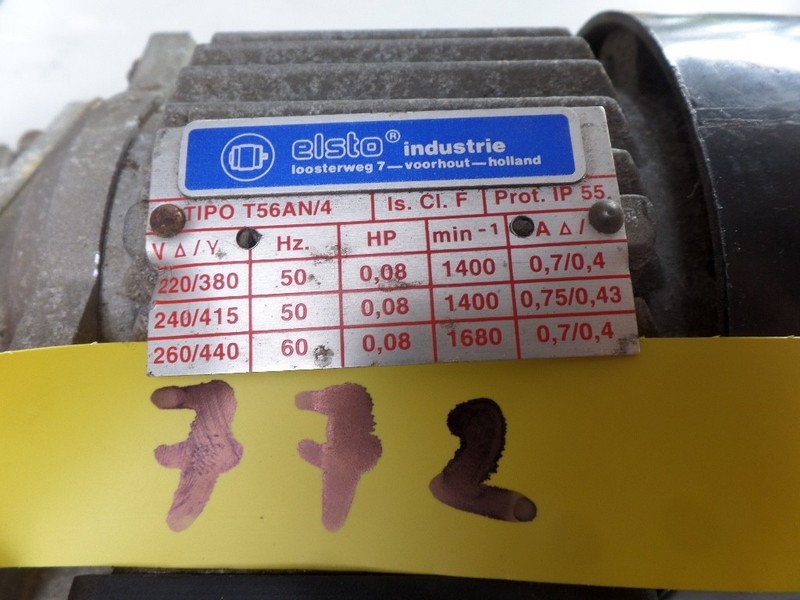 elsto® industrie
loosterweg 7—voorhout—holland
TIPO T56AN/4 Is. Cl. F Prot. IP 55
V Δ/Y Hz. HP min-1 A Δ/
220/380 50 0,08 1400 0,7/0,4
240/415 50 0,08 1400 0,75/0,43
260/440 60 0,08 1680 0,7/0,4
772